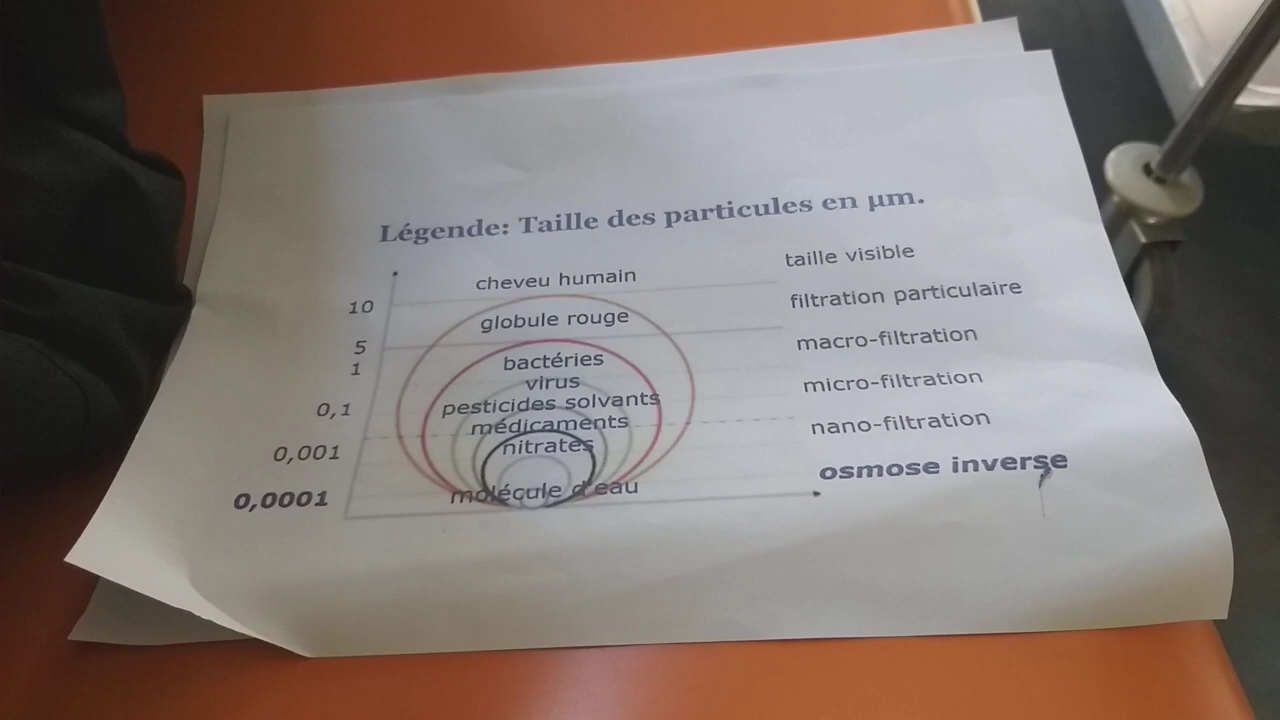 Légende: Taille des particules en µm.
cheveu humain
taille visible
10
globule rouge
filtration particulaire
5
bactéries
macro-filtration
1
virus
micro-filtration
0,1
pesticides solvants
médicaments
nano-filtration
0,001
nitrates
osmose inverse
0,0001
molécule d'eau